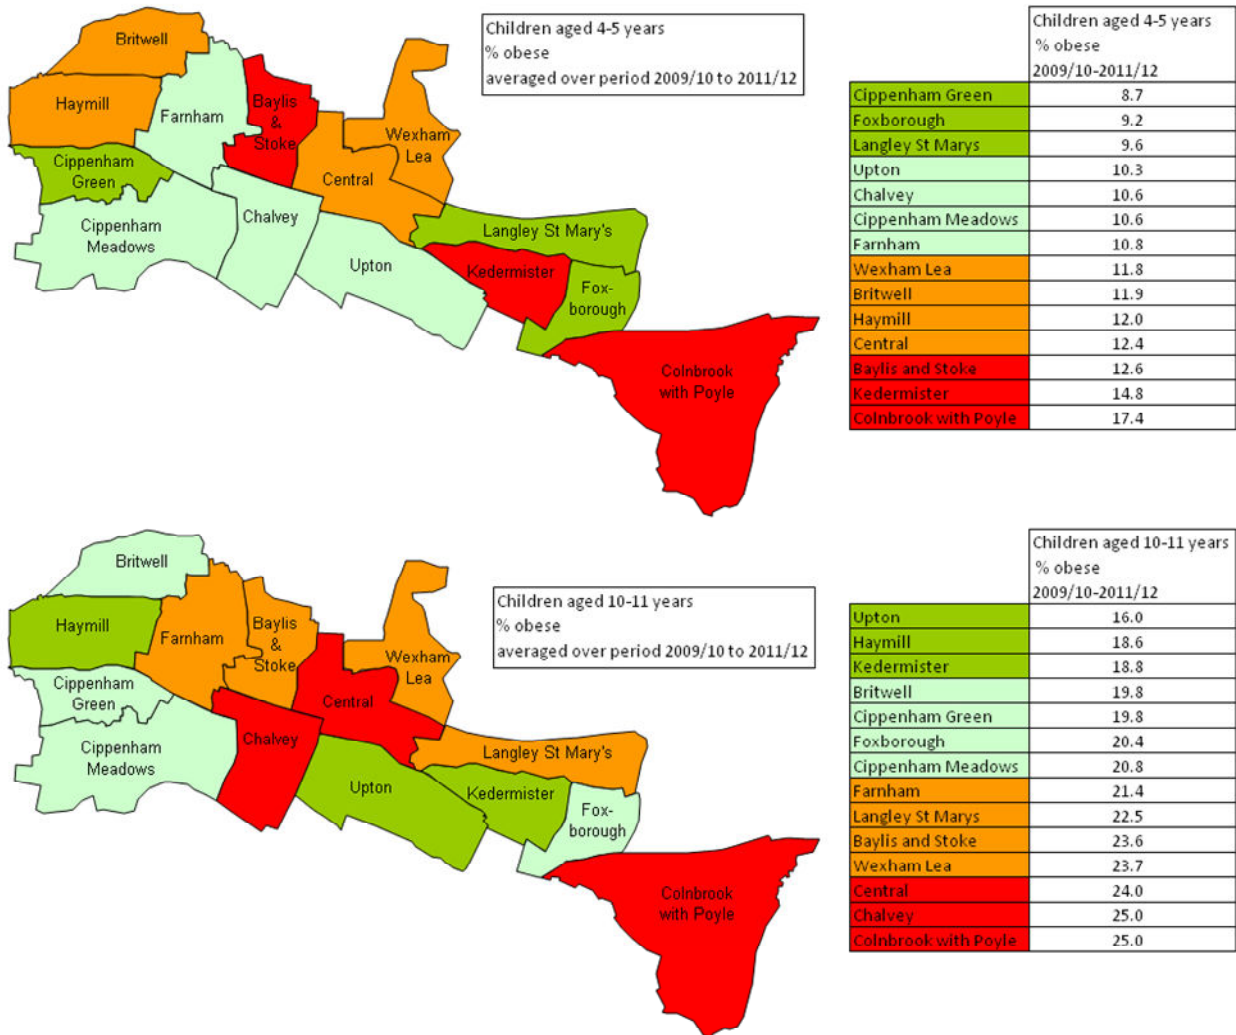 Britwell
Haymill
Farnham
Baylis
&
Stoke
Wexham
Lea
Cippenham
Green
Central
Cippenham
Meadows
Chalvey
Upton
Langley St Mary's
Kedermister
Fox-
borough
Colnbrook
with Poyle
Children aged 4-5 years
% obese
averaged over period 2009/10 to 2011/12
Children aged 4-5 years
% obese
2009/10-2011/12
Cippenham Green 8.7
Foxborough 9.2
Langley St Marys 9.6
Upton 10.3
Chalvey 10.6
Cippenham Meadows 10.6
Farnham 10.8
Wexham Lea 11.8
Britwell 11.9
Haymill 12.0
Central 12.4
Baylis and Stoke 12.6
Kedermister 14.8
Colnbrook with Poyle 17.4
Britwell
Haymill
Farnham
Baylis
&
Stoke
Wexham
Lea
Cippenham
Green
Central
Cippenham
Meadows
Chalvey
Upton
Langley St Mary's
Kedermister
Fox-
borough
Colnbrook
with Poyle
Children aged 10-11 years
% obese
averaged over period 2009/10 to 2011/12
Children aged 10-11 years
% obese
2009/10-2011/12
Upton 16.0
Haymill 18.6
Kedermister 18.8
Britwell 19.8
Cippenham Green 19.8
Foxborough 20.4
Cippenham Meadows 20.8
Farnham 21.4
Langley St Marys 22.5
Baylis and Stoke 23.6
Wexham Lea 23.7
Central 24.0
Chalvey 25.0
Colnbrook with Poyle 25.0